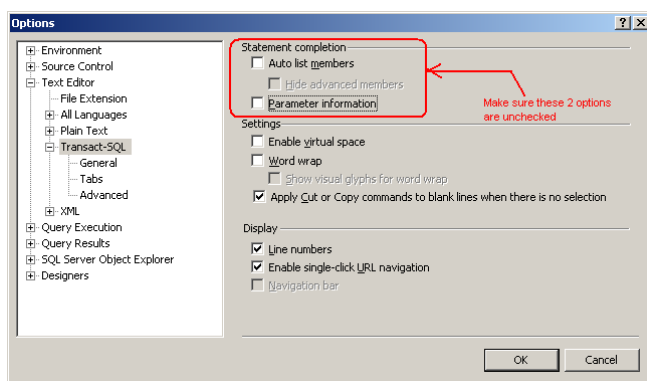 Options
Environment
Source Control
Text Editor
File Extension
All Languages
Plain Text
Transact-SQL
General
Tabs
Advanced
XML
Query Execution
Query Results
SQL Server Object Explorer
Designers
Statement completion
Auto list members
Hide advanced members
Parameter information
Make sure these 2 options
are unchecked
Settings
Enable virtual space
Word wrap
Show visual glyphs for word wrap
Apply Cut or Copy commands to blank lines when there is no selection
Display
Line numbers
Enable single-click URL navigation
Navigation bar
OK
Cancel